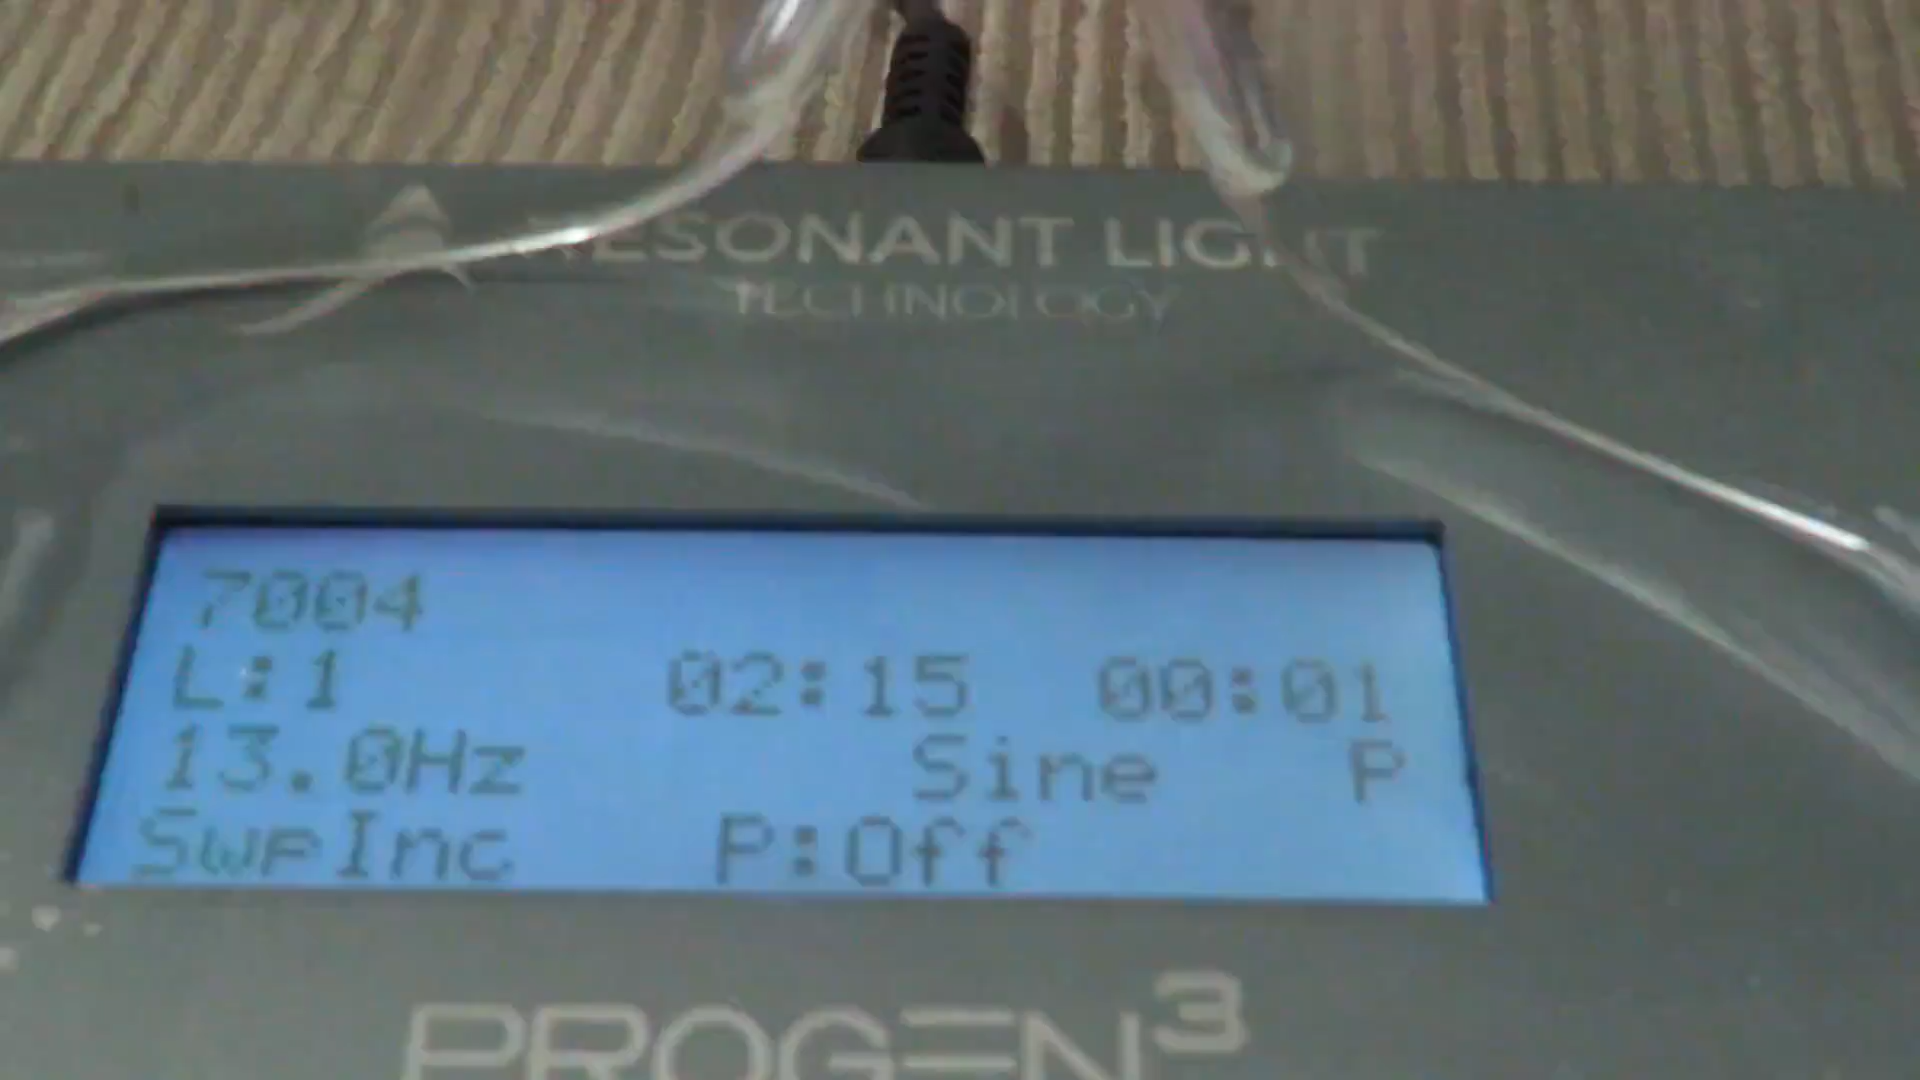 RESONANT LIGHT
TECHNOLOGY
7004
L:1 02:15 00:01
13.0Hz Sine P
SwpInc P:Off
PROGEN3